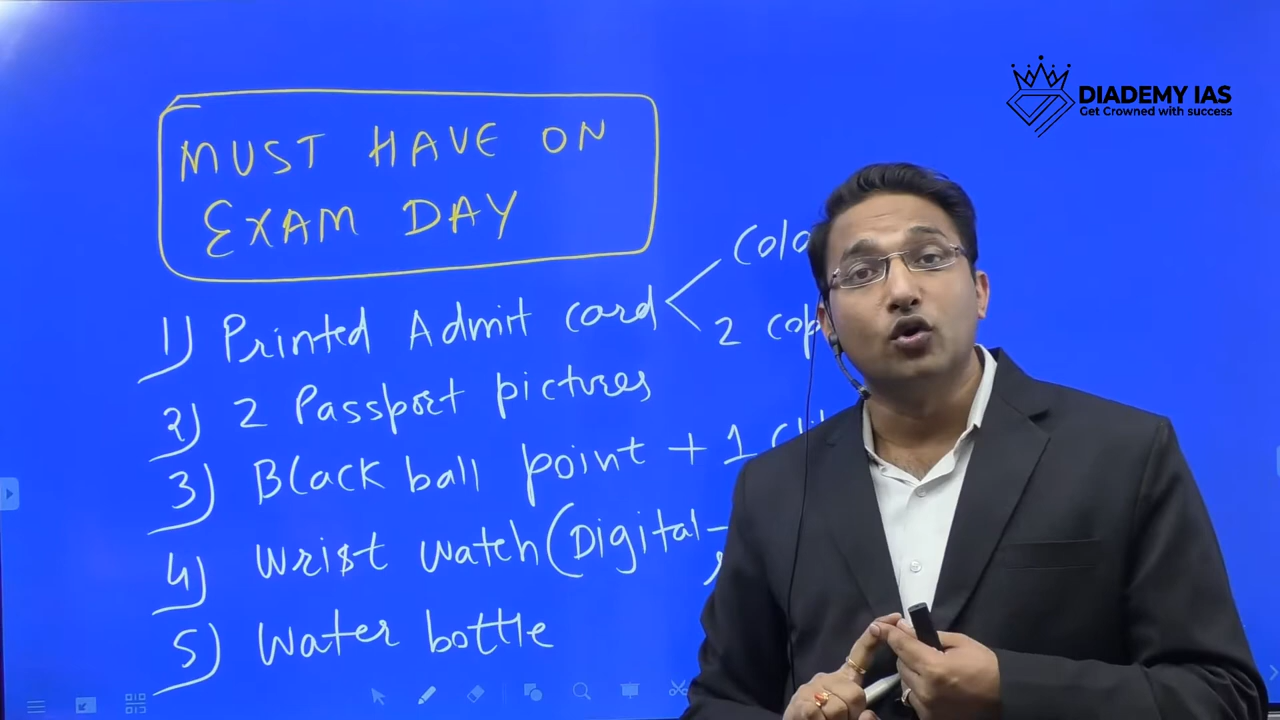 DIADEMY IAS
Get Crowned with success
MUST HAVE ON
EXAM DAY
1) Printed Admit card
2 
2) 2 Passport pictures
3) Black ball point + 1
4) Wrist watch (Digital-
5) Water bottle